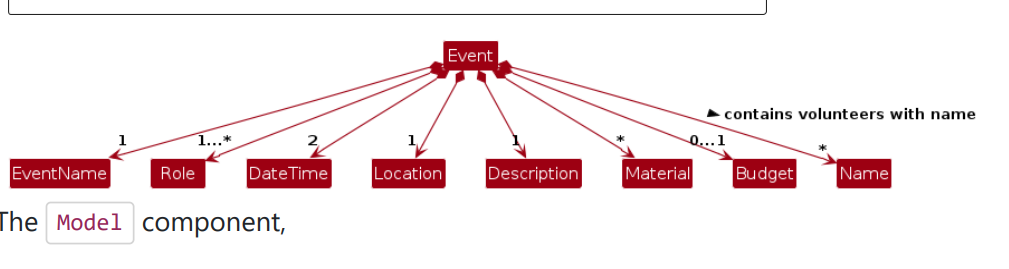 Event
contains volunteers with name
1 1...* 2 1 1 * 0...1 *
EventName Role DateTime Location Description Material Budget Name
The Model component,